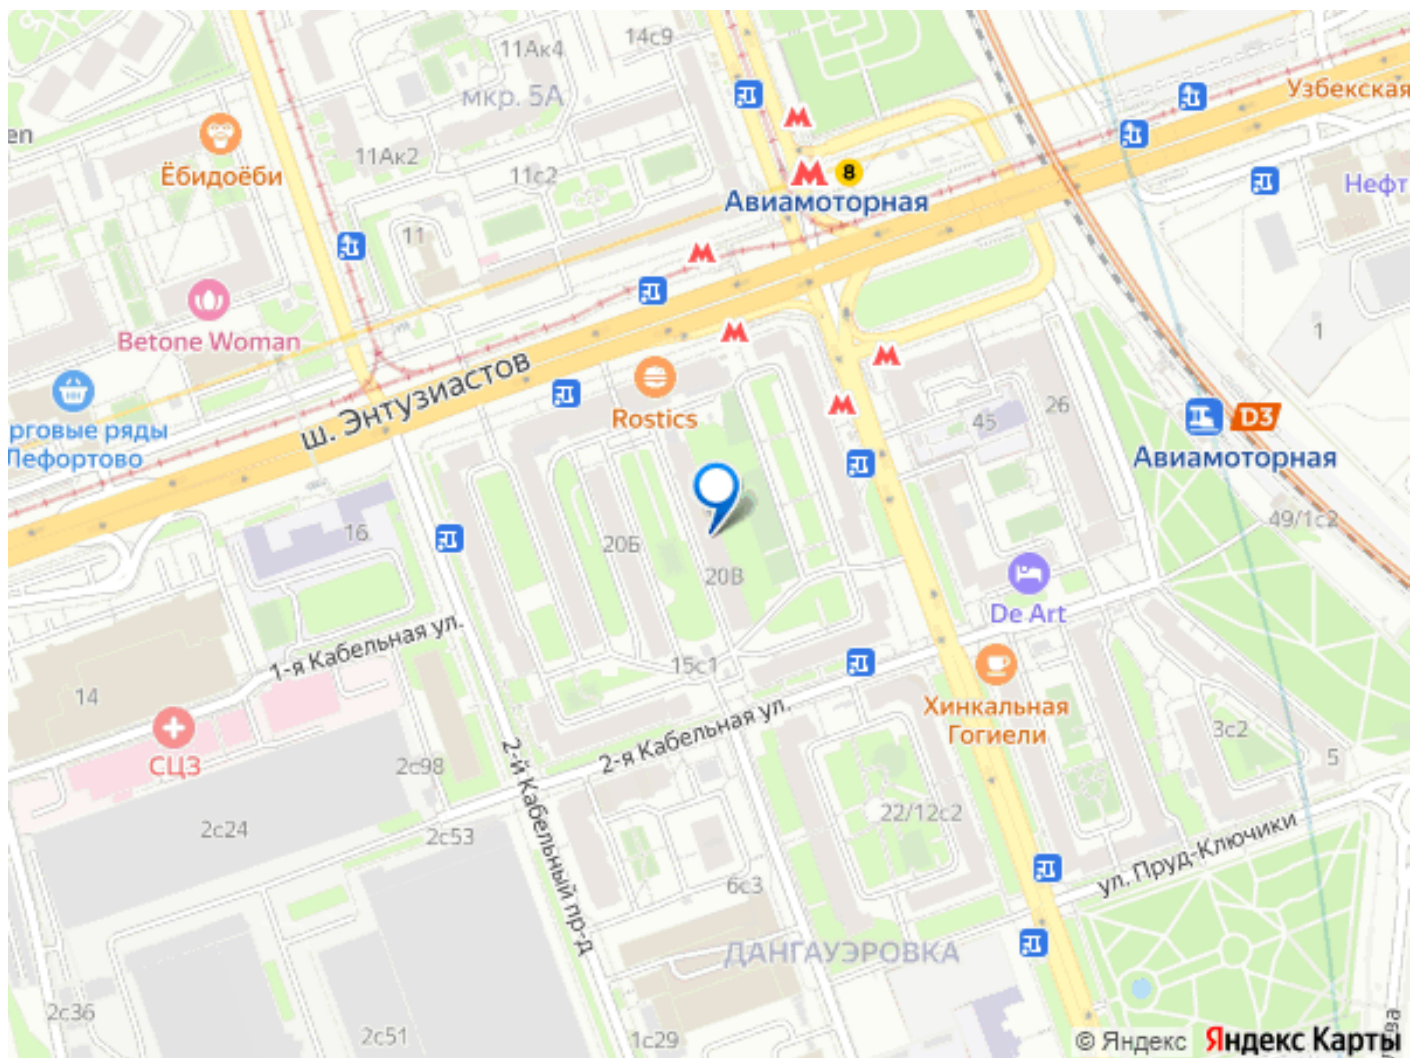 14с9
11Ак4
мкр. 5А
Узбекская
en
Ёбидоёби
11Ак2
11с2
8
Авиамоторная
Нефт
11
Betone Woman
1
ш. Энтузиастов
Rostics
рговые ряды
Лефортово
45
26
D3
Авиамоторная
49/1с2
16
20Б
20В
De Art
1-я Кабельная ул.
15с1
14
2-я Кабельная ул.
Хинкальная
Гогиели
3с2
5
СЦЗ
2с98
2-й Кабельный пр-д
2с24
2с53
22/12с2
ул. Пруд-Ключики
6с3
ДАНГАУЭРОВКА
2с36
2с51
1с29
© Яндекс
Яндекс Карты
ва